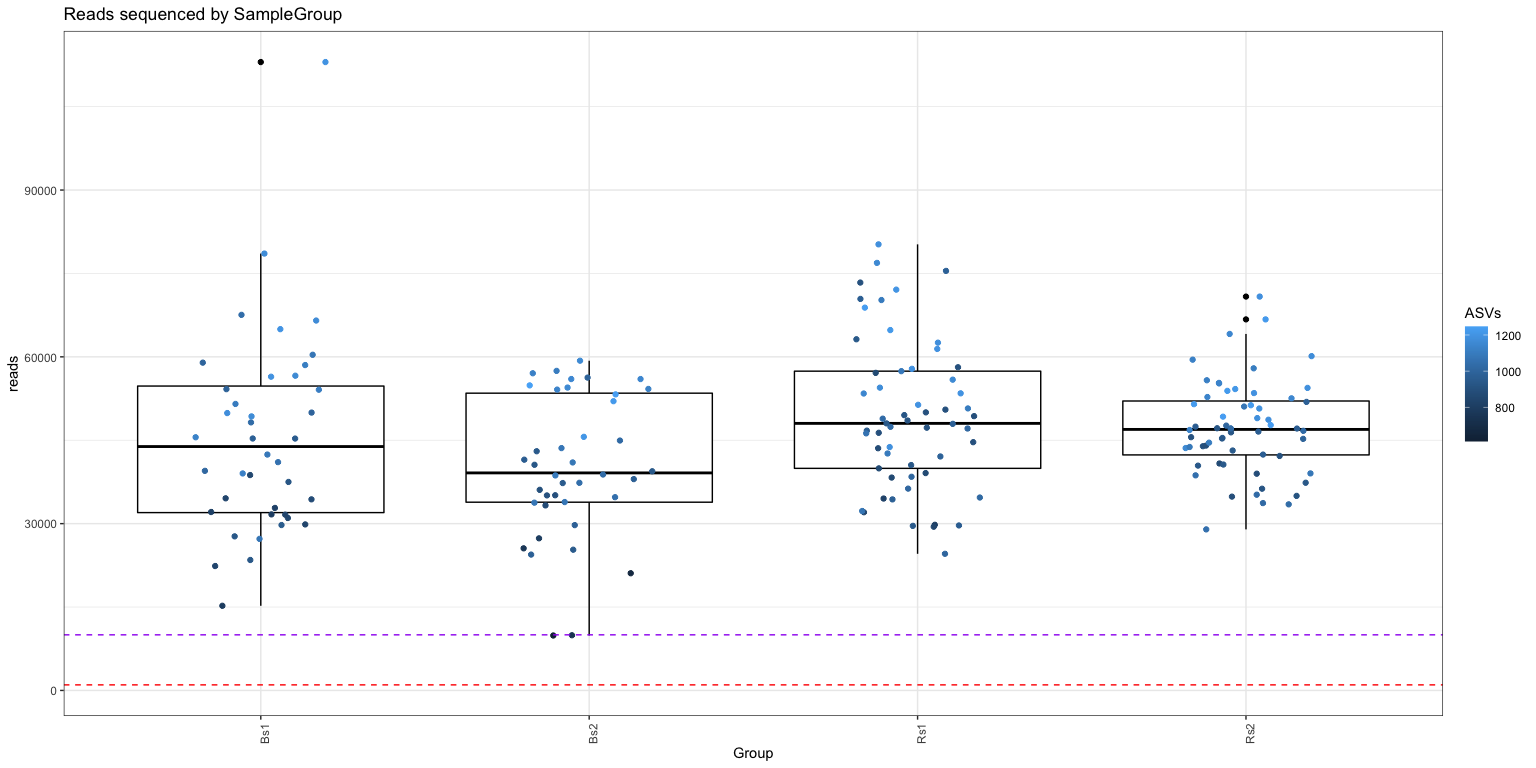 Reads sequenced by SampleGroup
reads
90000
60000
30000
0
Bs1
Bs2
Rs1
Rs2
Group
ASVs
1200
1000
800